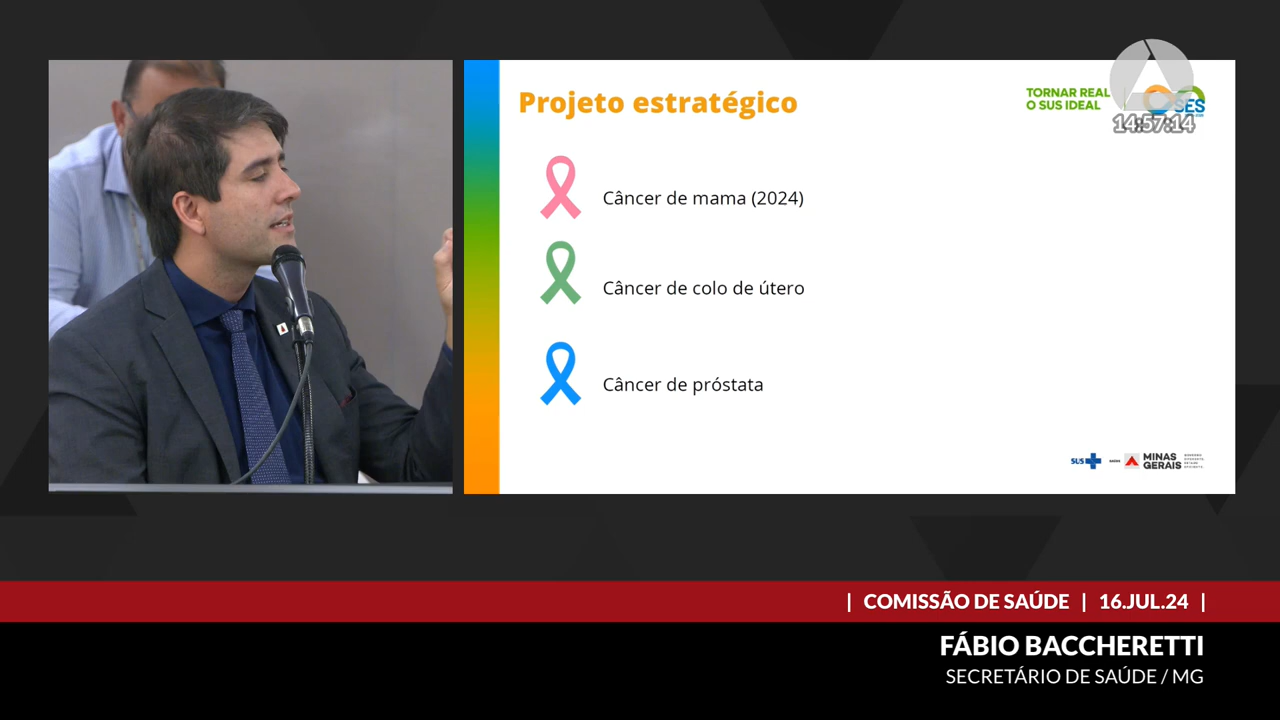 Projeto estratégico
TORNAR REAL
O SUS IDEAL
SES
14:57:14
Câncer de mama (2024)
Câncer de colo de útero
Câncer de próstata
SUS
MINAS
GERAIS
| COMISSÃO DE SAÚDE | 16.JUL.24 |
FÁBIO BACCHERETTI
SECRETÁRIO DE SAÚDE / MG